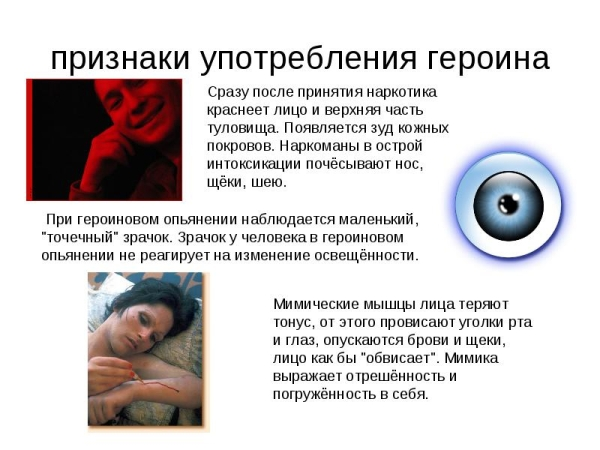 признаки употребления героина
Сразу после принятия наркотика
краснеет лицо и верхняя часть
туловища. Появляется зуд кожных
покровов. Наркоманы в острой
интоксикации почёсывают нос,
щёки, шею.
При героиновом опьянении наблюдается маленький,
"точечный" зрачок. Зрачок у человека в героиновом
опьянении не реагирует на изменение освещённости.
Мимические мышцы лица теряют
тонус, от этого провисают уголки рта
и глаз, опускаются брови и щеки,
лицо как бы "обвисает". Мимика
выражает отрешённость и
погружённость в себя.